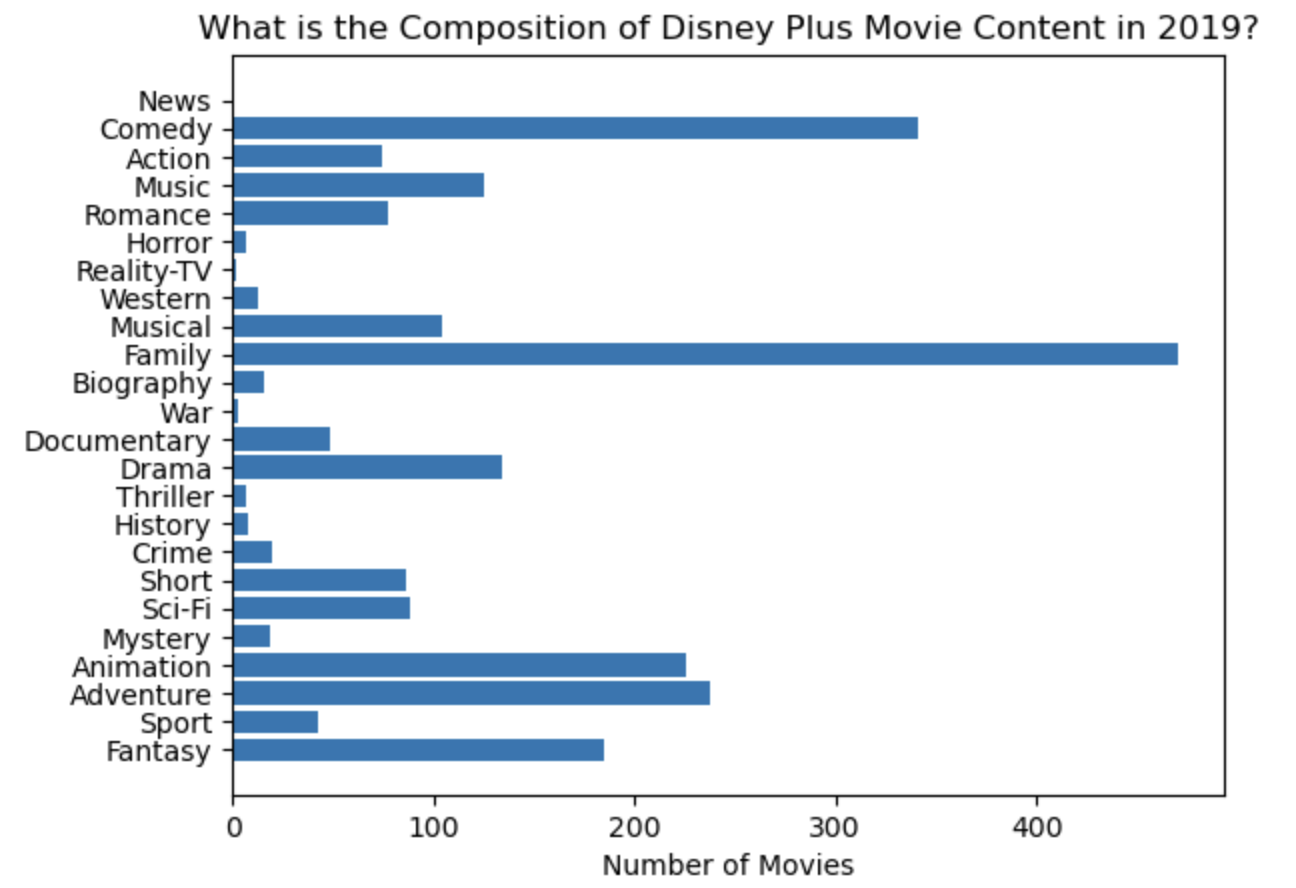 What is the Composition of Disney Plus Movie Content in 2019?
News
Comedy
Action
Music
Romance
Horror
Reality-TV
Western
Musical
Family
Biography
War
Documentary
Drama
Thriller
History
Crime
Short
Sci-Fi
Mystery
Animation
Adventure
Sport
Fantasy
0 100 200 300 400
Number of Movies